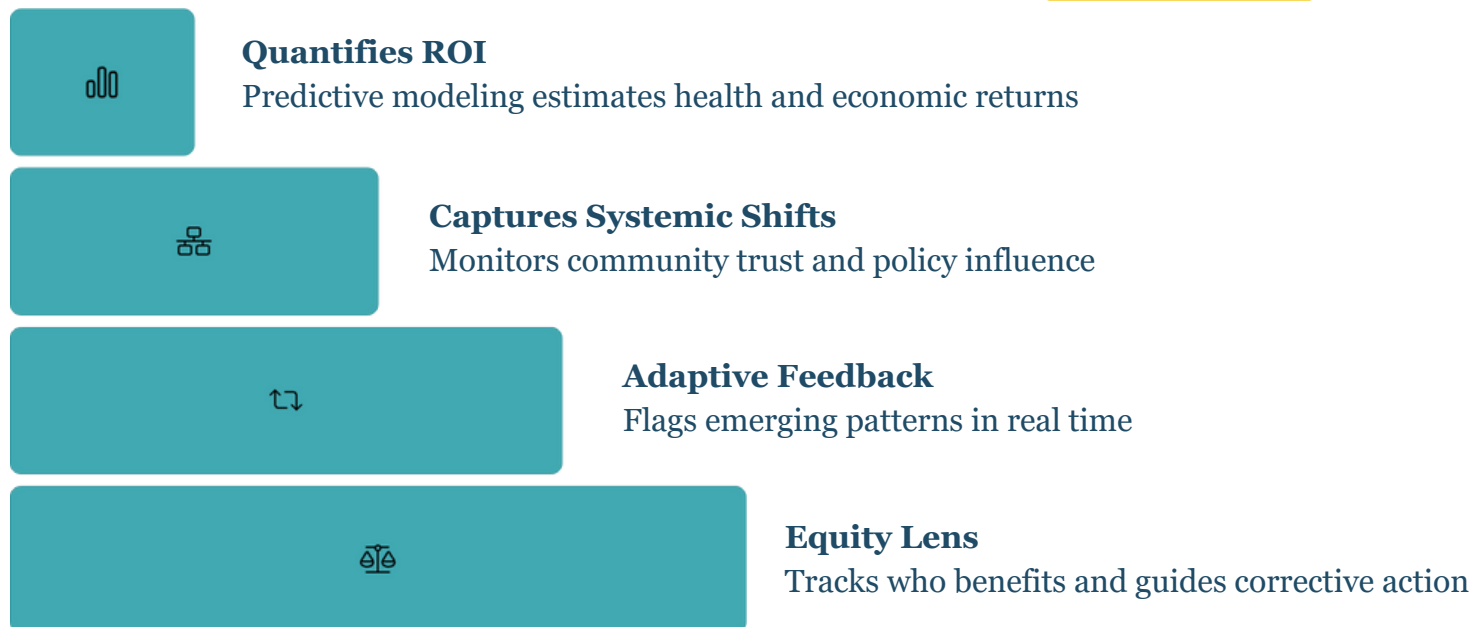 Quantifies ROI
Predictive modeling estimates health and economic returns
Captures Systemic Shifts
Monitors community trust and policy influence
Adaptive Feedback
Flags emerging patterns in real time
Equity Lens
Tracks who benefits and guides corrective action